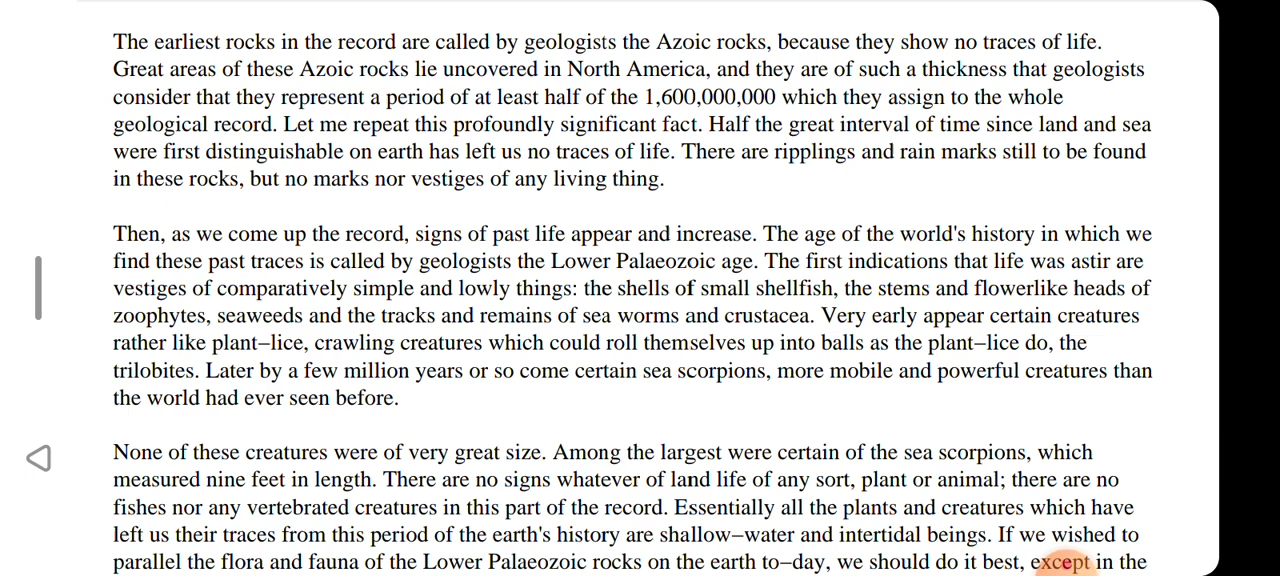 The earliest rocks in the record are called by geologists the Azoic rocks, because they show no traces of life.
Great areas of these Azoic rocks lie uncovered in North America, and they are of such a thickness that geologists
consider that they represent a period of at least half of the 1,600,000,000 which they assign to the whole
geological record. Let me repeat this profoundly significant fact. Half the great interval of time since land and sea
were first distinguishable on earth has left us no traces of life. There are ripplings and rain marks still to be found
in these rocks, but no marks nor vestiges of any living thing.

Then, as we come up the record, signs of past life appear and increase. The age of the world's history in which we
find these past traces is called by geologists the Lower Palaeozoic age. The first indications that life was astir are
vestiges of comparatively simple and lowly things: the shells of small shellfish, the stems and flowerlike heads of
zoophytes, seaweeds and the tracks and remains of sea worms and crustacea. Very early appear certain creatures
rather like plant–lice, crawling creatures which could roll themselves up into balls as the plant–lice do, the
trilobites. Later by a few million years or so come certain sea scorpions, more mobile and powerful creatures than
the world had ever seen before.

None of these creatures were of very great size. Among the largest were certain of the sea scorpions, which
measured nine feet in length. There are no signs whatever of land life of any sort, plant or animal; there are no
fishes nor any vertebrated creatures in this part of the record. Essentially all the plants and creatures which have
left us their traces from this period of the earth's history are shallow–water and intertidal beings. If we wished to
parallel the flora and fauna of the Lower Palaeozoic rocks on the earth to–day, we should do it best, except in the